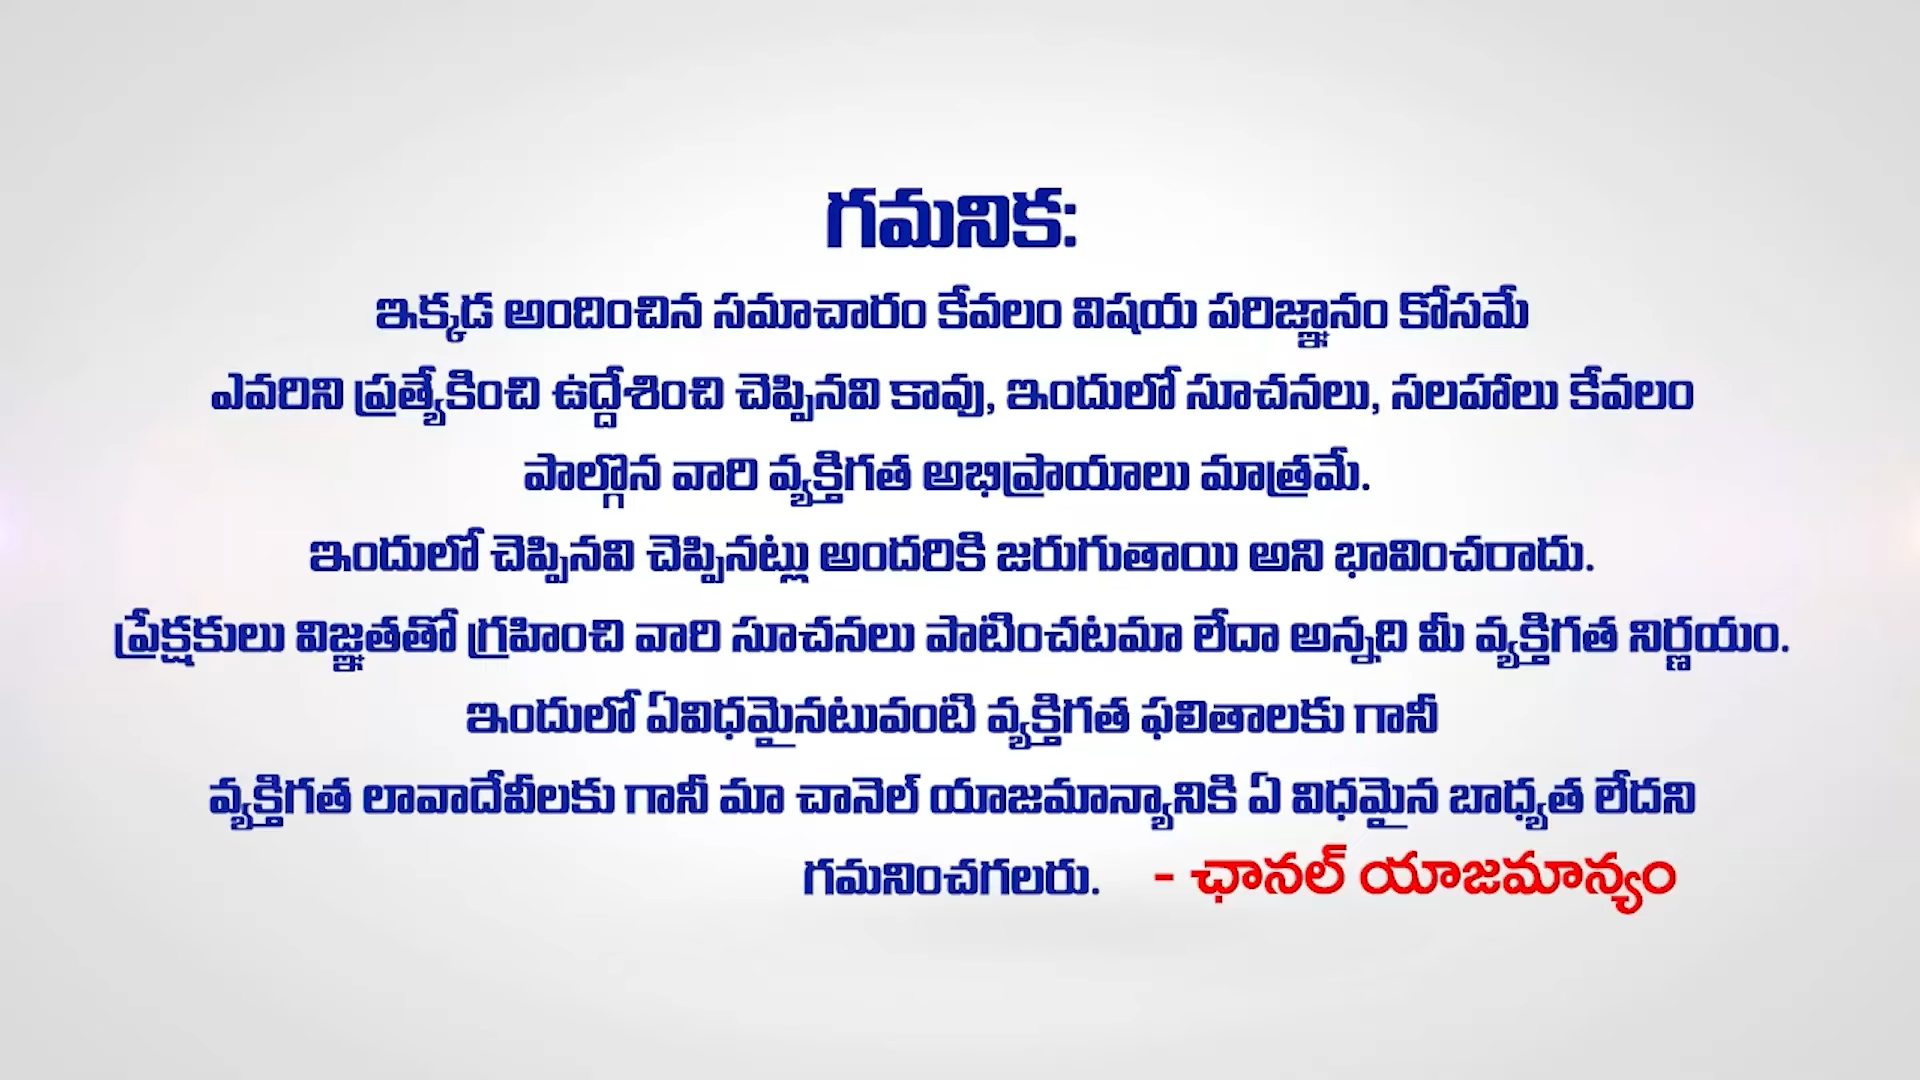 గమనిక:
ఇక్కడ అందించిన సమాచారం కేవలం విషయ పరిజ్ఞానం కోసమే
ఎవరిని ప్రత్యేకించి ఉద్దేశించి చెప్పినవి కావు, ఇందులో సూచనలు, సలహాలు కేవలం
పాల్గొన వారి వ్యక్తిగత అభిప్రాయాలు మాత్రమే.
ఇందులో చెప్పినవి చెప్పినట్లు అందరికి జరుగుతాయి అని భావించరాదు.
ప్రేక్షకులు విజ్ఞతతో గ్రహించి వారి సూచనలు పాటించటమా లేదా అన్నది మీ వ్యక్తిగత నిర్ణయం.
ఇందులో ఏవిధమైనటువంటి వ్యక్తిగత ఫలితాలకు గానీ
వ్యక్తిగత లావాదేవీలకు గానీ మా చానెల్ యాజమాన్యానికి ఏ విధమైన బాధ్యత లేదని
గమనించగలరు. - ఛానల్ యాజమాన్యం